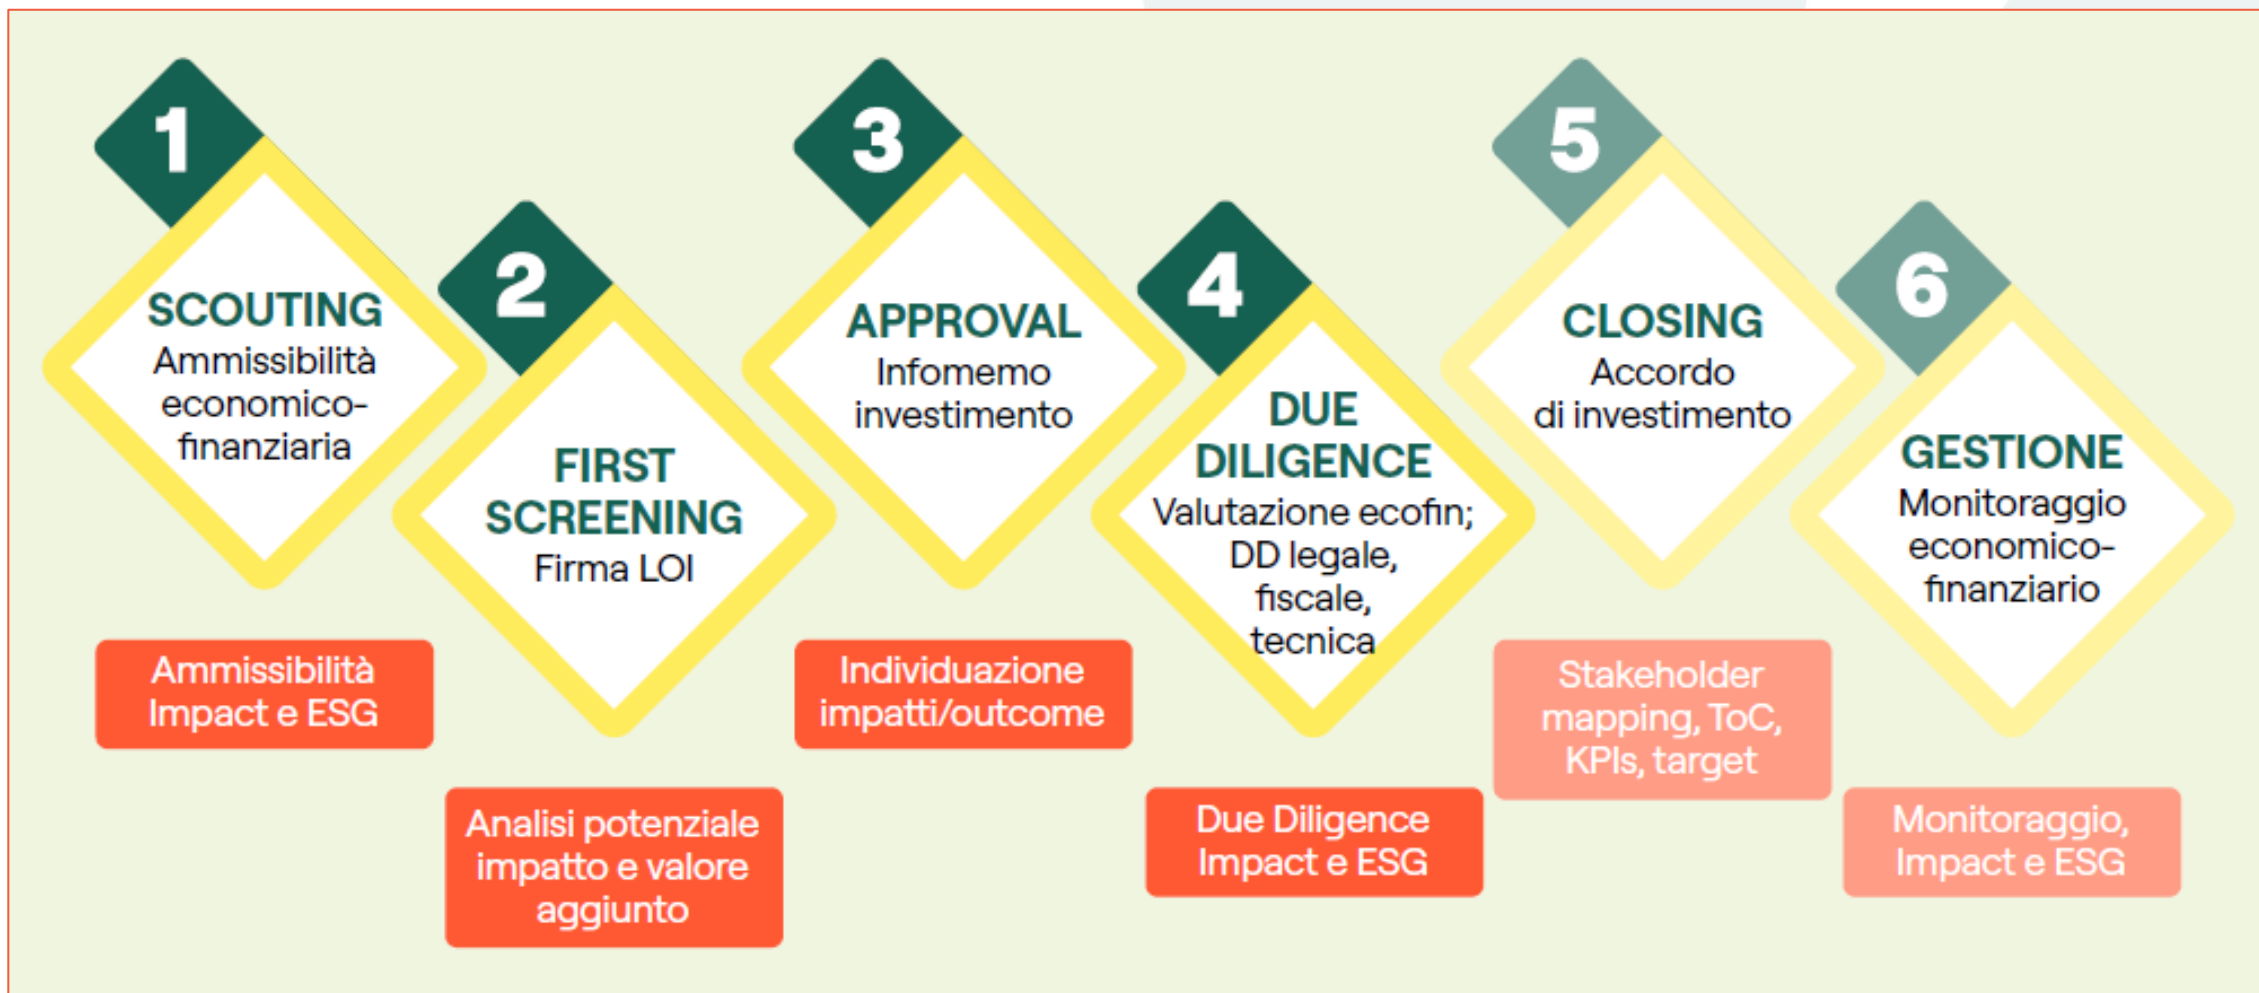 1
SCOUTING
Ammissibilità
economico-
finanziaria
Ammissibilità
Impact e ESG
2
FIRST
SCREENING
Firma LOI
Analisi potenziale
impatto e valore
aggiunto
3
APPROVAL
Infomemo
investimento
Individuazione
impatti/outcome
4
DUE
DILIGENCE
Valutazione ecofin;
DD legale,
fiscale,
tecnica
Due Diligence
Impact e ESG
5
CLOSING
Accordo
di investimento
Stakeholder
mapping, ToC,
KPIs, target
6
GESTIONE
Monitoraggio
economico-
finanziario
Monitoraggio,
Impact e ESG